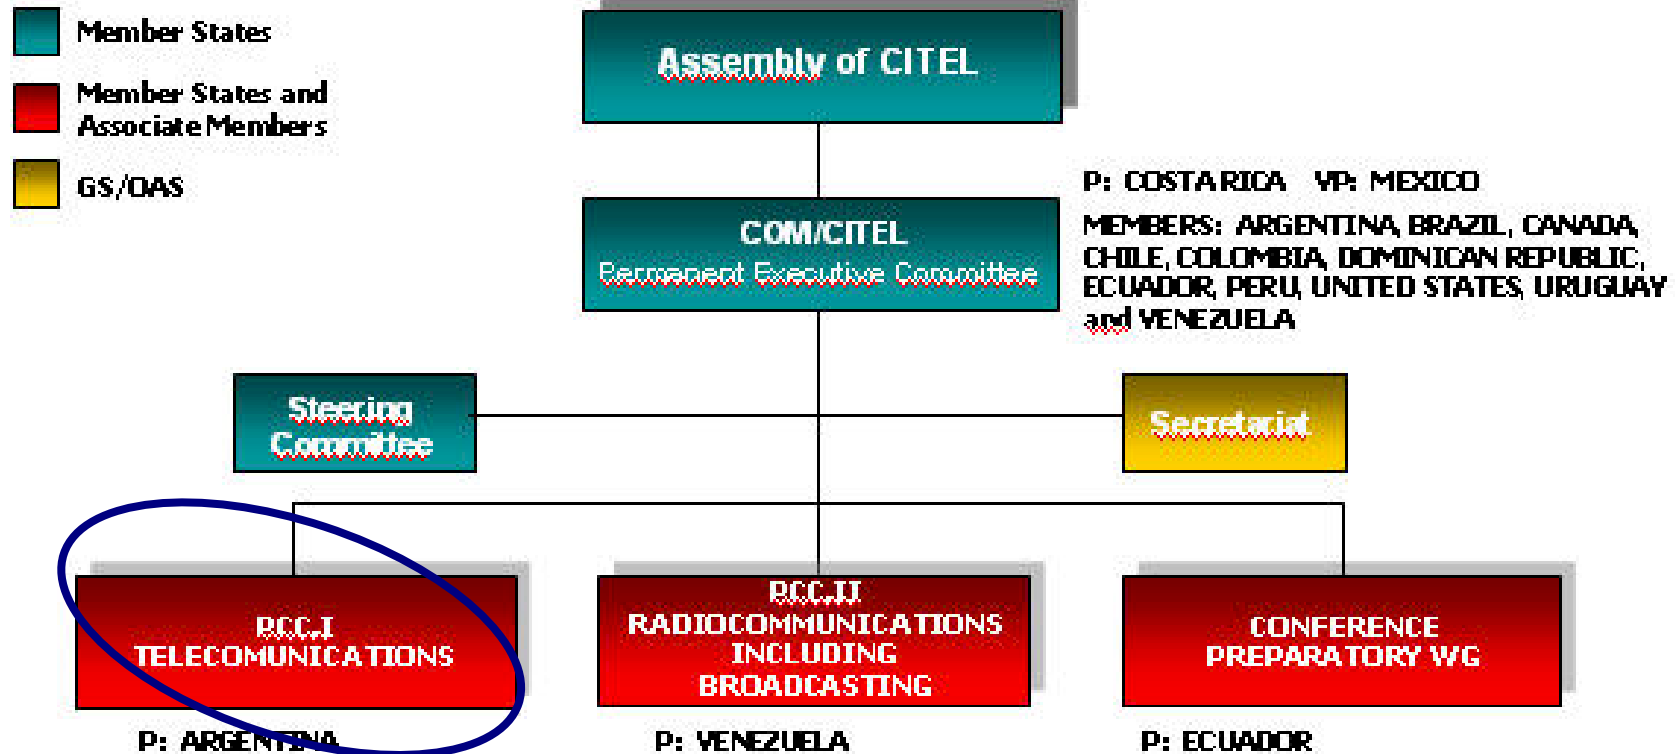 Member States
Member States and
Associate Members
GS/OAS
Assembly of CITEL
COM/CITEL
Permanent Executive Committee
P: COSTA RICA VP: MEXICO
MEMBERS: ARGENTINA, BRAZIL, CANADA,
CHILE, COLOMBIA, DOMINICAN REPUBLIC,
ECUADOR, PERU, UNITED STATES, URUGUAY
and VENEZUELA
Steering
Committee
Secretariat
PCC.I
TELECOMUNICATIONS
P: ARGENTINA
PCC.II
RADIOCOMMUNICATIONS
INCLUDING
BROADCASTING
P: VENEZUELA
CONFERENCE
PREPARATORY WG
P: ECUADOR